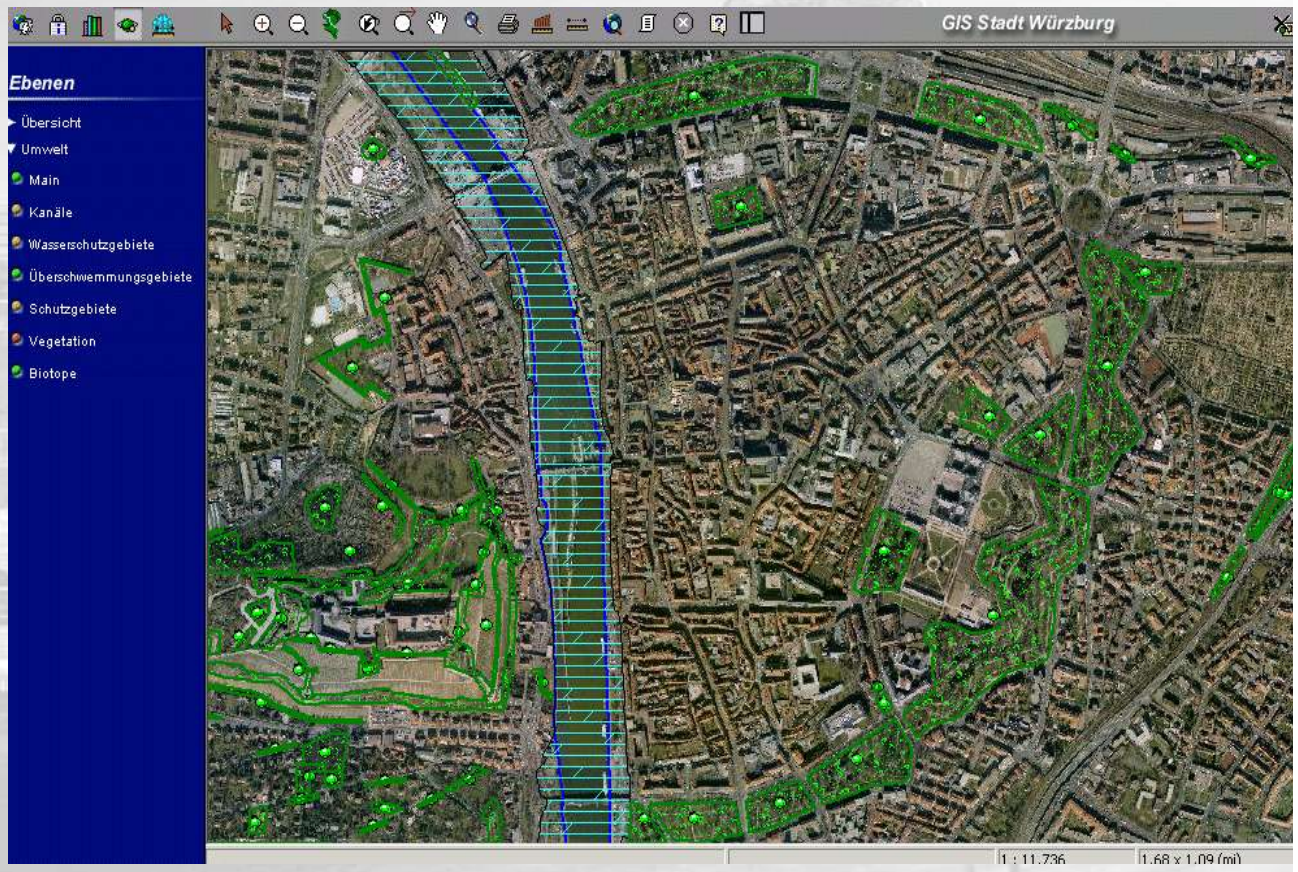 GIS Stadt Würzburg
Ebenen
Übersicht
Umwelt
Main
Kanäle
Wasserschutzgebiete
Überschwemmungsgebiete
Schutzgebiete
Vegetation
Biotope
1 : 11.736
1.68 x 1.09 (mi)